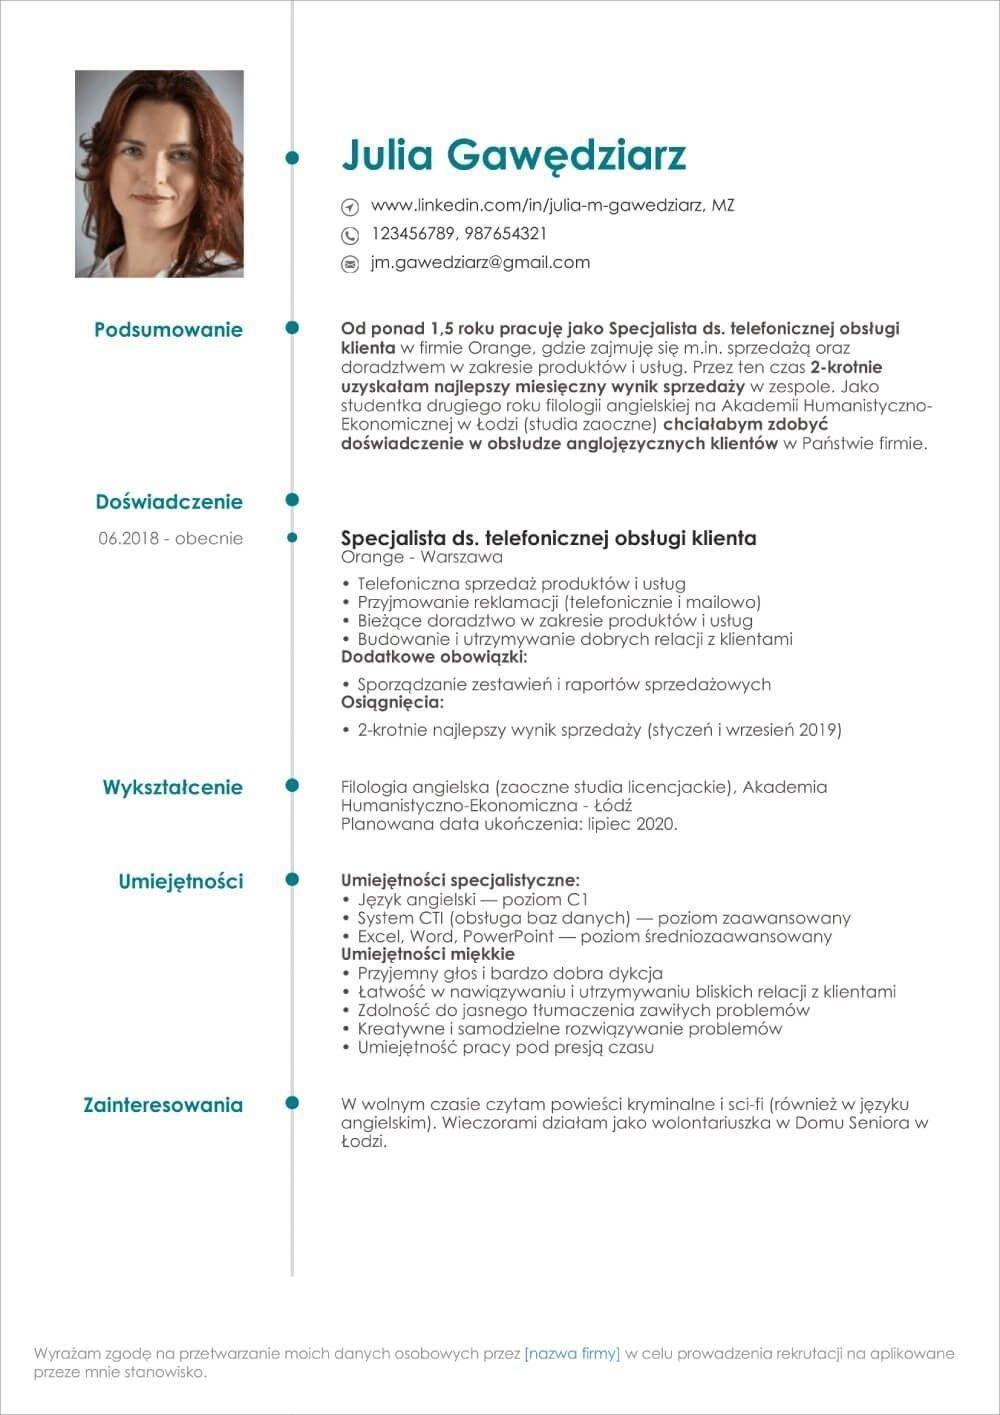 Julia Gawędziarz
www.linkedin.com/in/julia-m-gawedziarz, MZ
123456789, 987654321
jm.gawedziarz@gmail.com
Podsumowanie
Od ponad 1,5 roku pracuję jako Specjalista ds. telefonicznej obsługi
klienta w firmie Orange, gdzie zajmuję się m.in. sprzedażą oraz
doradztwem w zakresie produktów i usług. Przez ten czas 2-krotnie
uzyskałam najlepszy miesięczny wynik sprzedaży w zespole. Jako
studentka drugiego roku filologii angielskiej na Akademii Humanistyczno-
Ekonomicznej w Łodzi (studia zaoczne) chciałabym zdobyć
doświadczenie w obsłudze anglojęzycznych klientów w Państwie firmie.
Doświadczenie
06.2018 - obecnie
Specjalista ds. telefonicznej obsługi klienta
Orange - Warszawa
• Telefoniczna sprzedaż produktów i usług
• Przyjmowanie reklamacji (telefonicznie i mailowo)
• Bieżące doradztwo w zakresie produktów i usług
• Budowanie i utrzymywanie dobrych relacji z klientami
Dodatkowe obowiązki:
• Sporządzanie zestawień i raportów sprzedażowych
Osiągnięcia:
• 2-krotnie najlepszy wynik sprzedaży (styczeń i wrzesień 2019)
Wykształcenie
Filologia angielska (zaoczne studia licencjackie), Akademia
Humanistyczno-Ekonomiczna - Łódź
Planowana data ukończenia: lipiec 2020.
Umiejętności
Umiejętności specjalistyczne:
• Język angielski — poziom C1
• System CTI (obsługa baz danych) — poziom zaawansowany
• Excel, Word, PowerPoint — poziom średniozaawansowany
Umiejętności miękkie
• Przyjemny głos i bardzo dobra dykcja
• Łatwość w nawiązywaniu i utrzymywaniu bliskich relacji z klientami
• Zdolność do jasnego tłumaczenia zawiłych problemów
• Kreatywne i samodzielne rozwiązywanie problemów
• Umiejętność pracy pod presją czasu
Zainteresowania
W wolnym czasie czytam powieści kryminalne i sci-fi (również w języku
angielskim). Wieczorami działam jako wolontariuszka w Domu Seniora w
Łodzi.
Wyrażam zgodę na przetwarzanie moich danych osobowych przez [nazwa firmy] w celu prowadzenia rekrutacji na aplikowane
przeze mnie stanowisko.